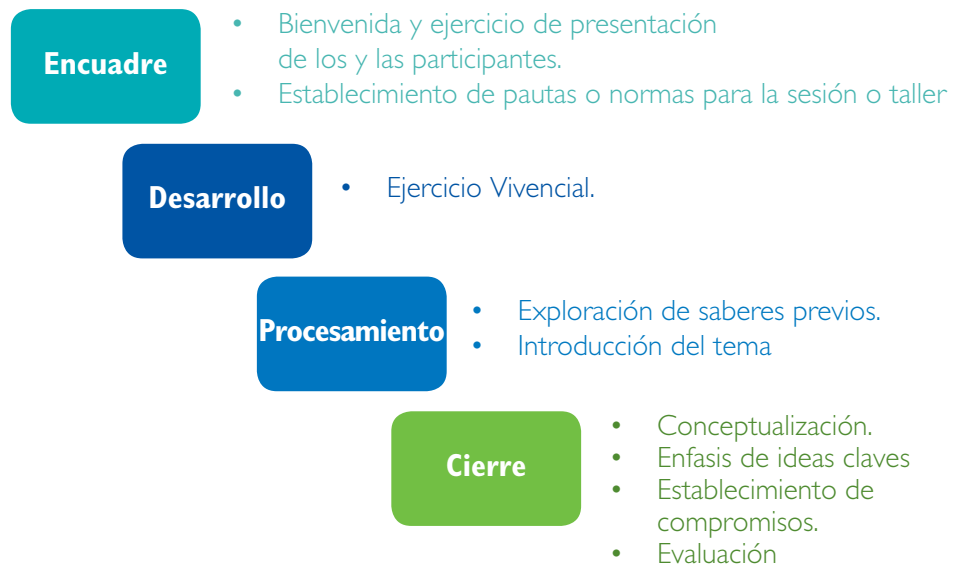 Encuadre
• Bienvenida y ejercicio de presentación
de los y las participantes.
• Establecimiento de pautas o normas para la sesión o taller
Desarrollo
• Ejercicio Vivencial.
Procesamiento
• Exploración de saberes previos.
• Introducción del tema
Cierre
• Conceptualización.
• Enfasis de ideas claves
• Establecimiento de
compromisos.
• Evaluación